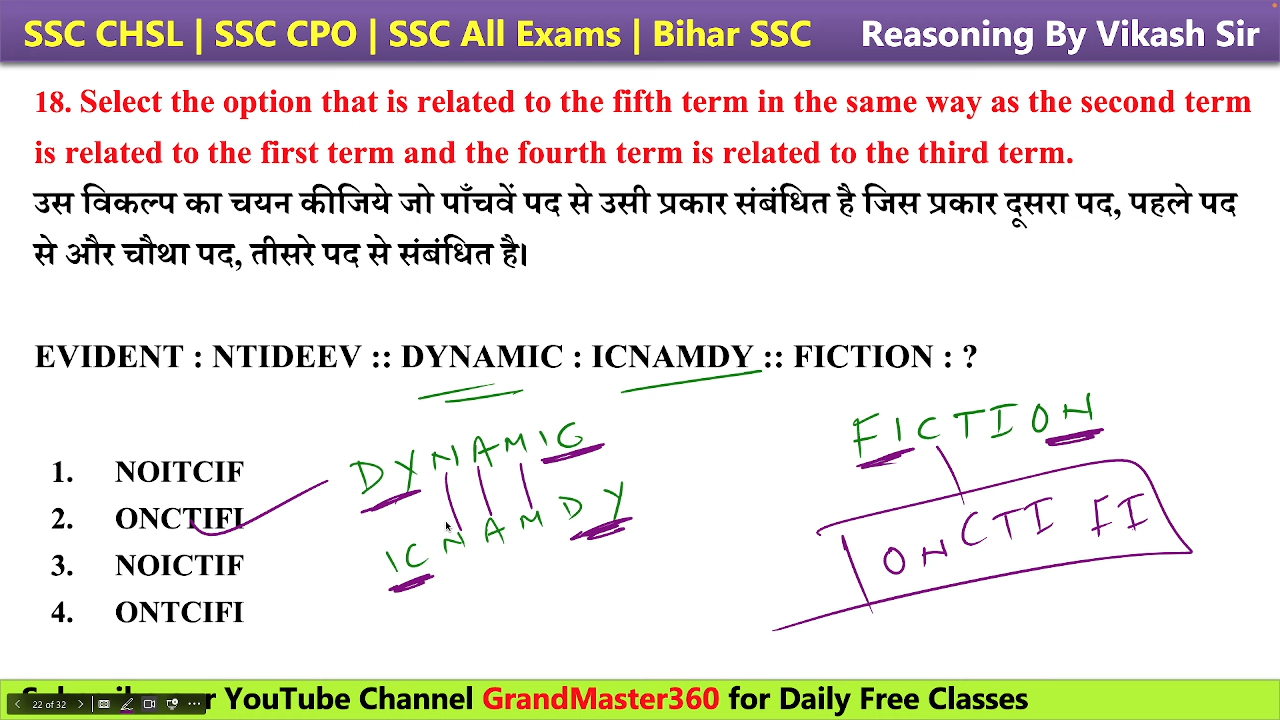 SSC CHSL | SSC CPO | SSC All Exams | Bihar SSC Reasoning By Vikash Sir
18. Select the option that is related to the fifth term in the same way as the second term
is related to the first term and the fourth term is related to the third term.
उस विकल्प का चयन कीजिये जो पाँचवें पद से उसी प्रकार संबंधित है जिस प्रकार दूसरा पद, पहले पद
से और चौथा पद, तीसरे पद से संबंधित है।
EVIDENT : NTIDEEV :: DYNAMIC : ICNAMDY :: FICTION : ?
DYNAMIC
FICTION
1. NOITCIF
2. ONCTIFI
3. NOICTIF
4. ONTCIFI
ICNAMDY
ONCTI FI
YouTube Channel GrandMaster360 for Daily Free Classes
22 of 32